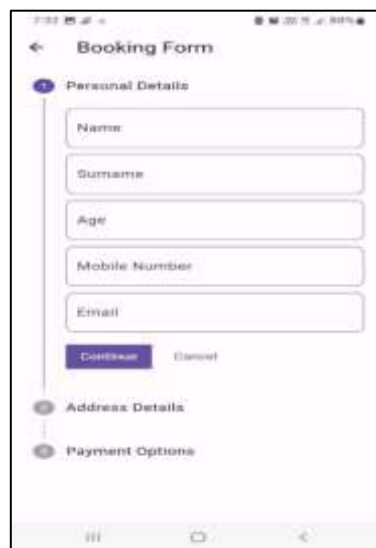 Booking Form
1 Personal Details
Name
Surname
Age
Mobile Number
Email
Continue Cancel
Address Details
Payment Options